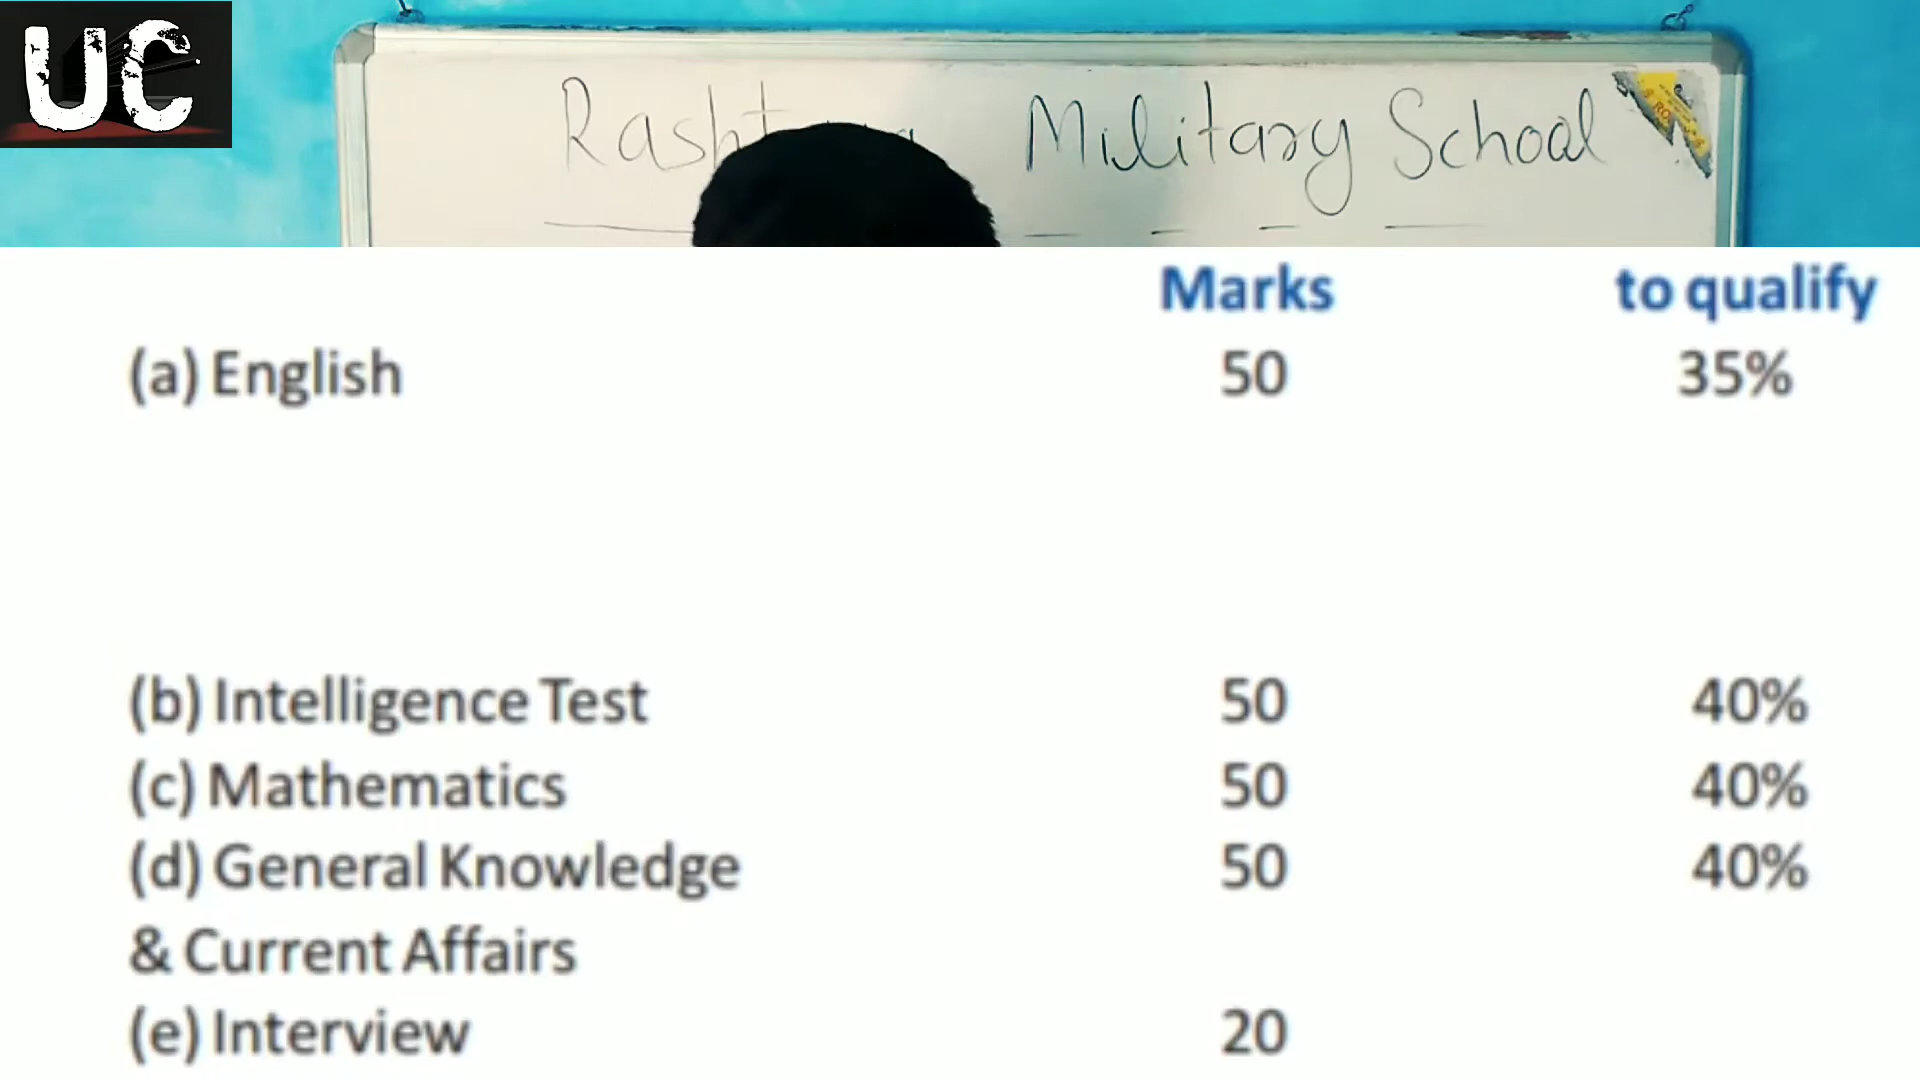 UC
Military School
Marks to qualify
(a) English 50 35%
(b) Intelligence Test 50 40%
(c) Mathematics 50 40%
(d) General Knowledge 50 40%
& Current Affairs
(e) Interview 20